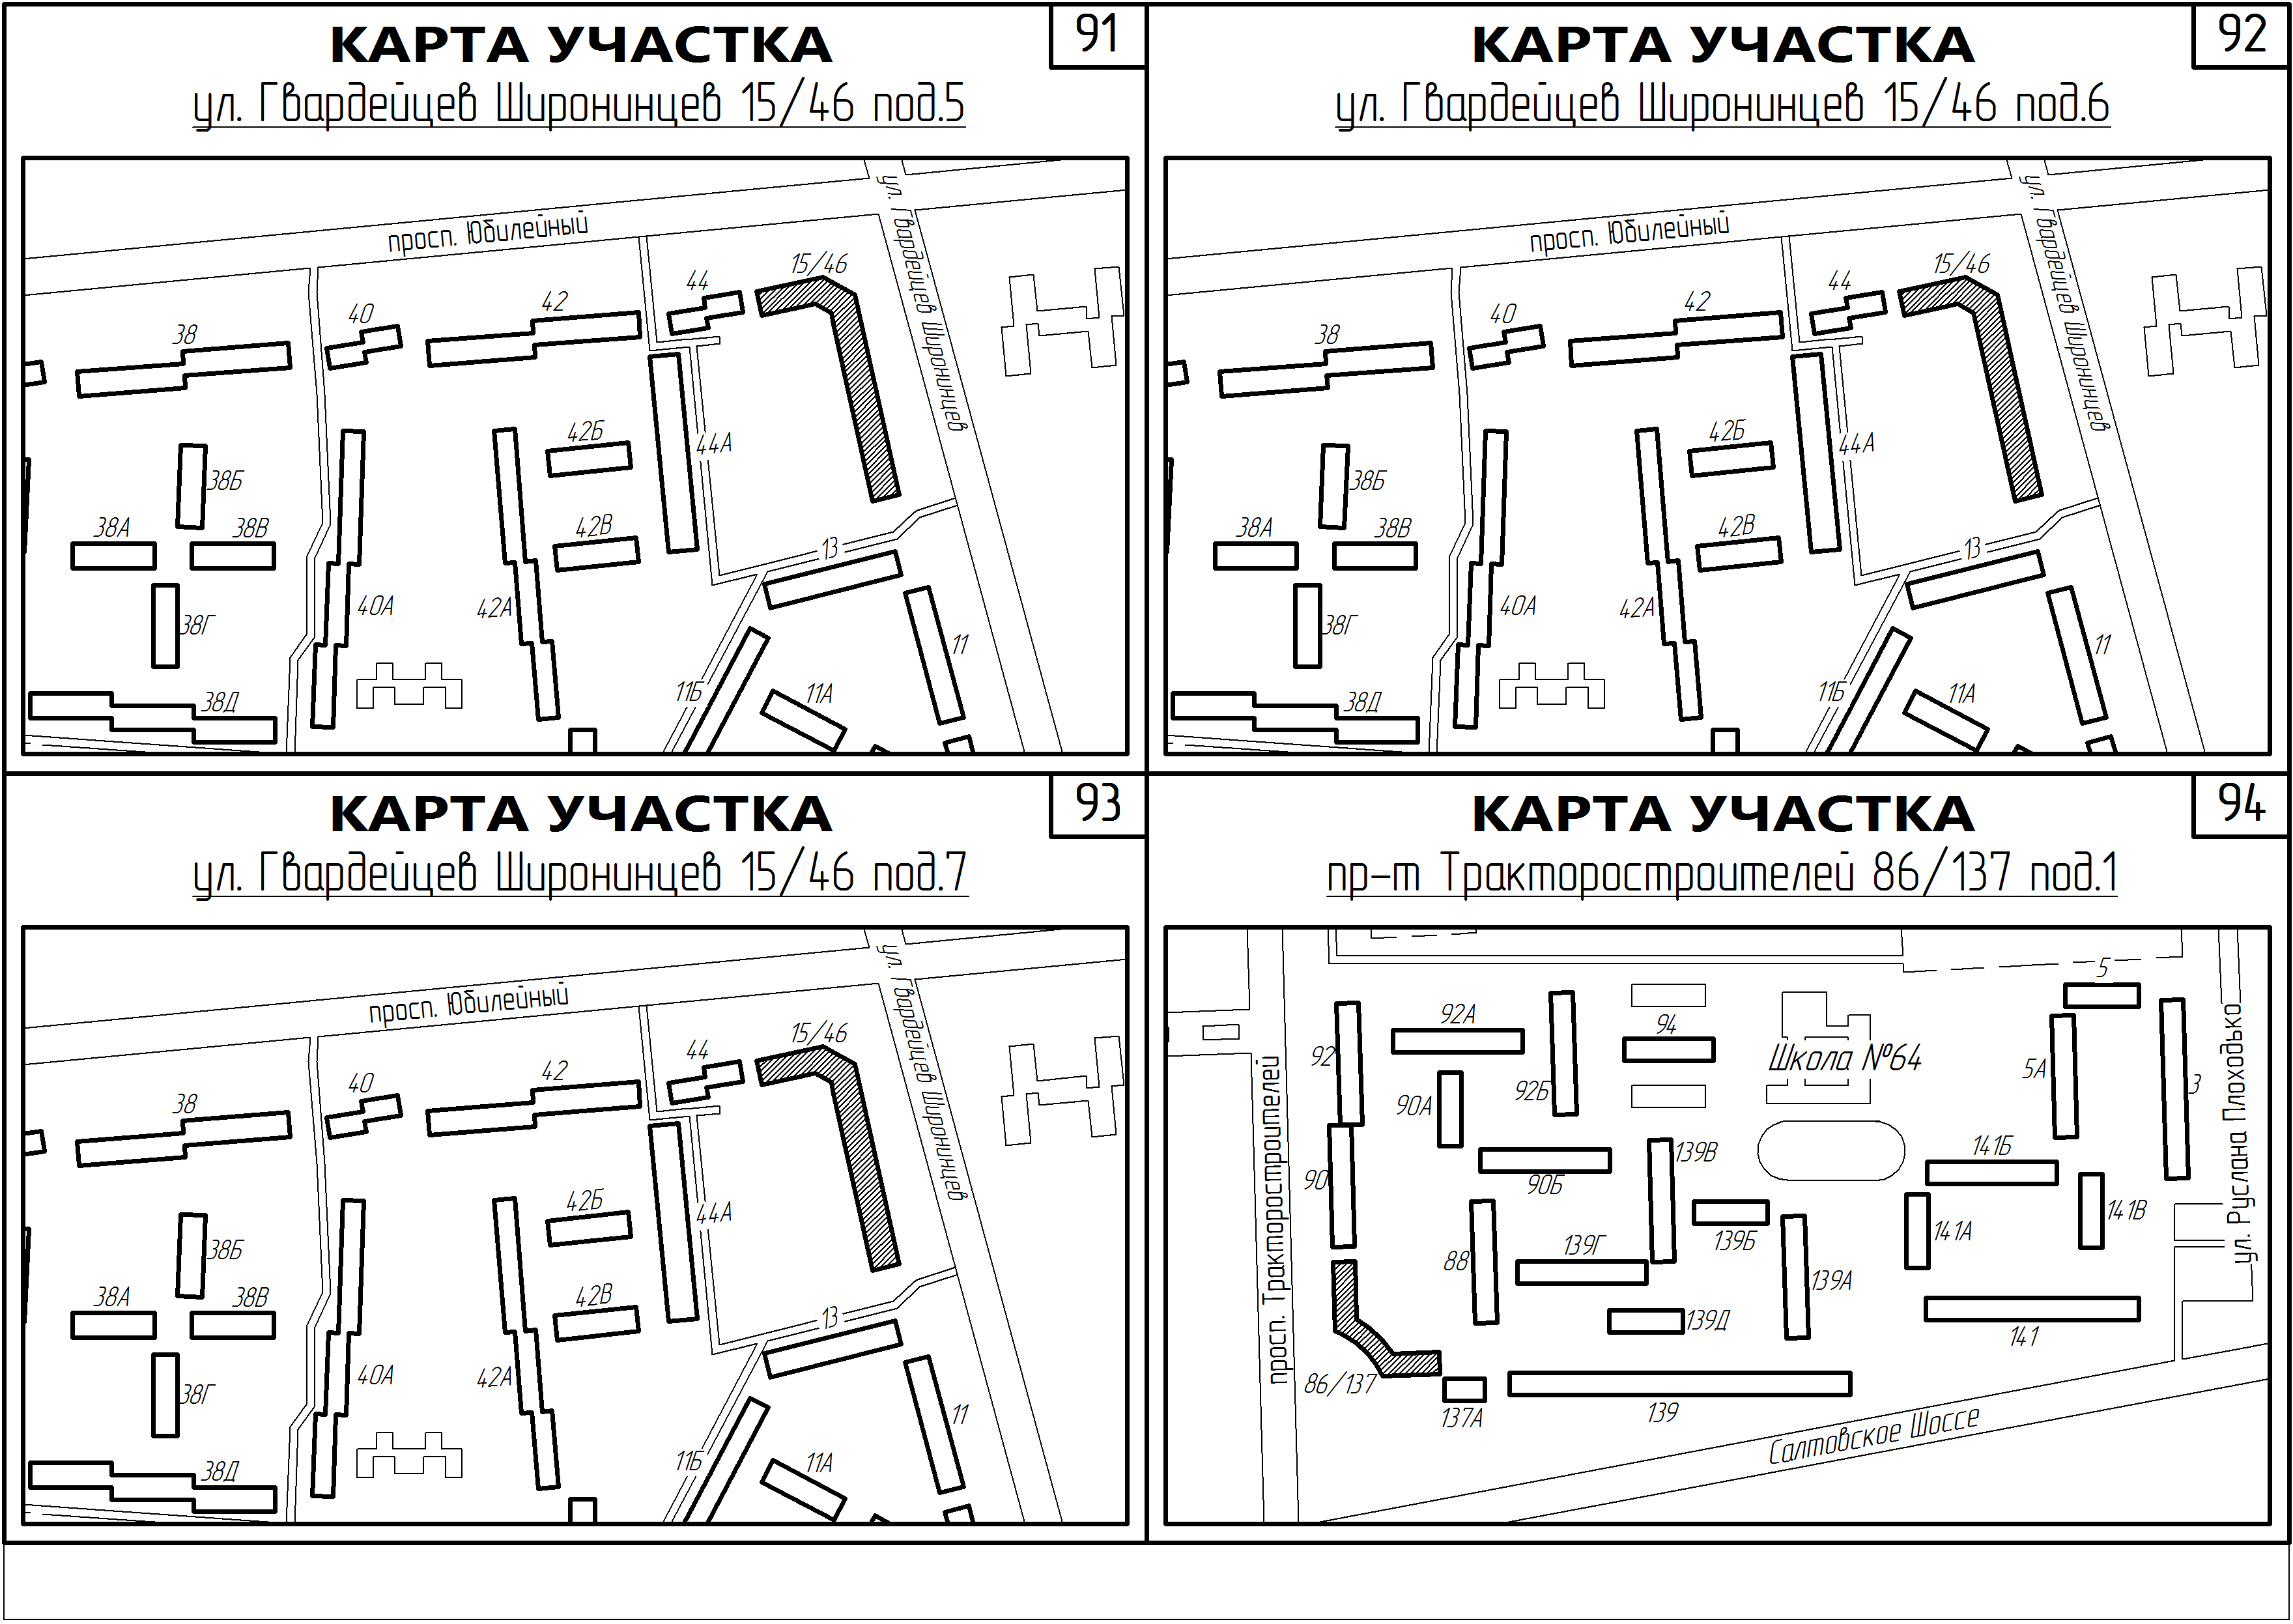 КАРТА УЧАСТКА
91
ул. Гвардейцев Широнинцев 15/46 под.5
просп. Юбилейный
ул. Гвардейцев Широнинцев
15/46
44
42
40
38
42Б
44А
38Б
38А
38В
42В
13
40А
42А
38Г
11
11Б
11А
38Д
КАРТА УЧАСТКА
92
ул. Гвардейцев Широнинцев 15/46 под.6
просп. Юбилейный
ул. Гвардейцев Широнинцев
15/46
44
42
40
38
42Б
44А
38Б
38А
38В
42В
13
40А
42А
38Г
11
11Б
11А
38Д
КАРТА УЧАСТКА
93
ул. Гвардейцев Широнинцев 15/46 под.7
просп. Юбилейный
ул. Гвардейцев Широнинцев
15/46
44
42
40
38
42Б
44А
38Б
38А
38В
42В
13
40А
42А
38Г
11
11Б
11А
38Д
КАРТА УЧАСТКА
94
пр-т Тракторостроителей 86/137 под.1
5
92А
94
92
Школа №64
5А
3
92Б
90А
просп. Тракторостроителей
ул. Руслана Плоходько
139В
141Б
90
90Б
141В
141А
139Б
139Г
88
139А
139Д
141
86/137
137А
139
Салтовское Шоссе